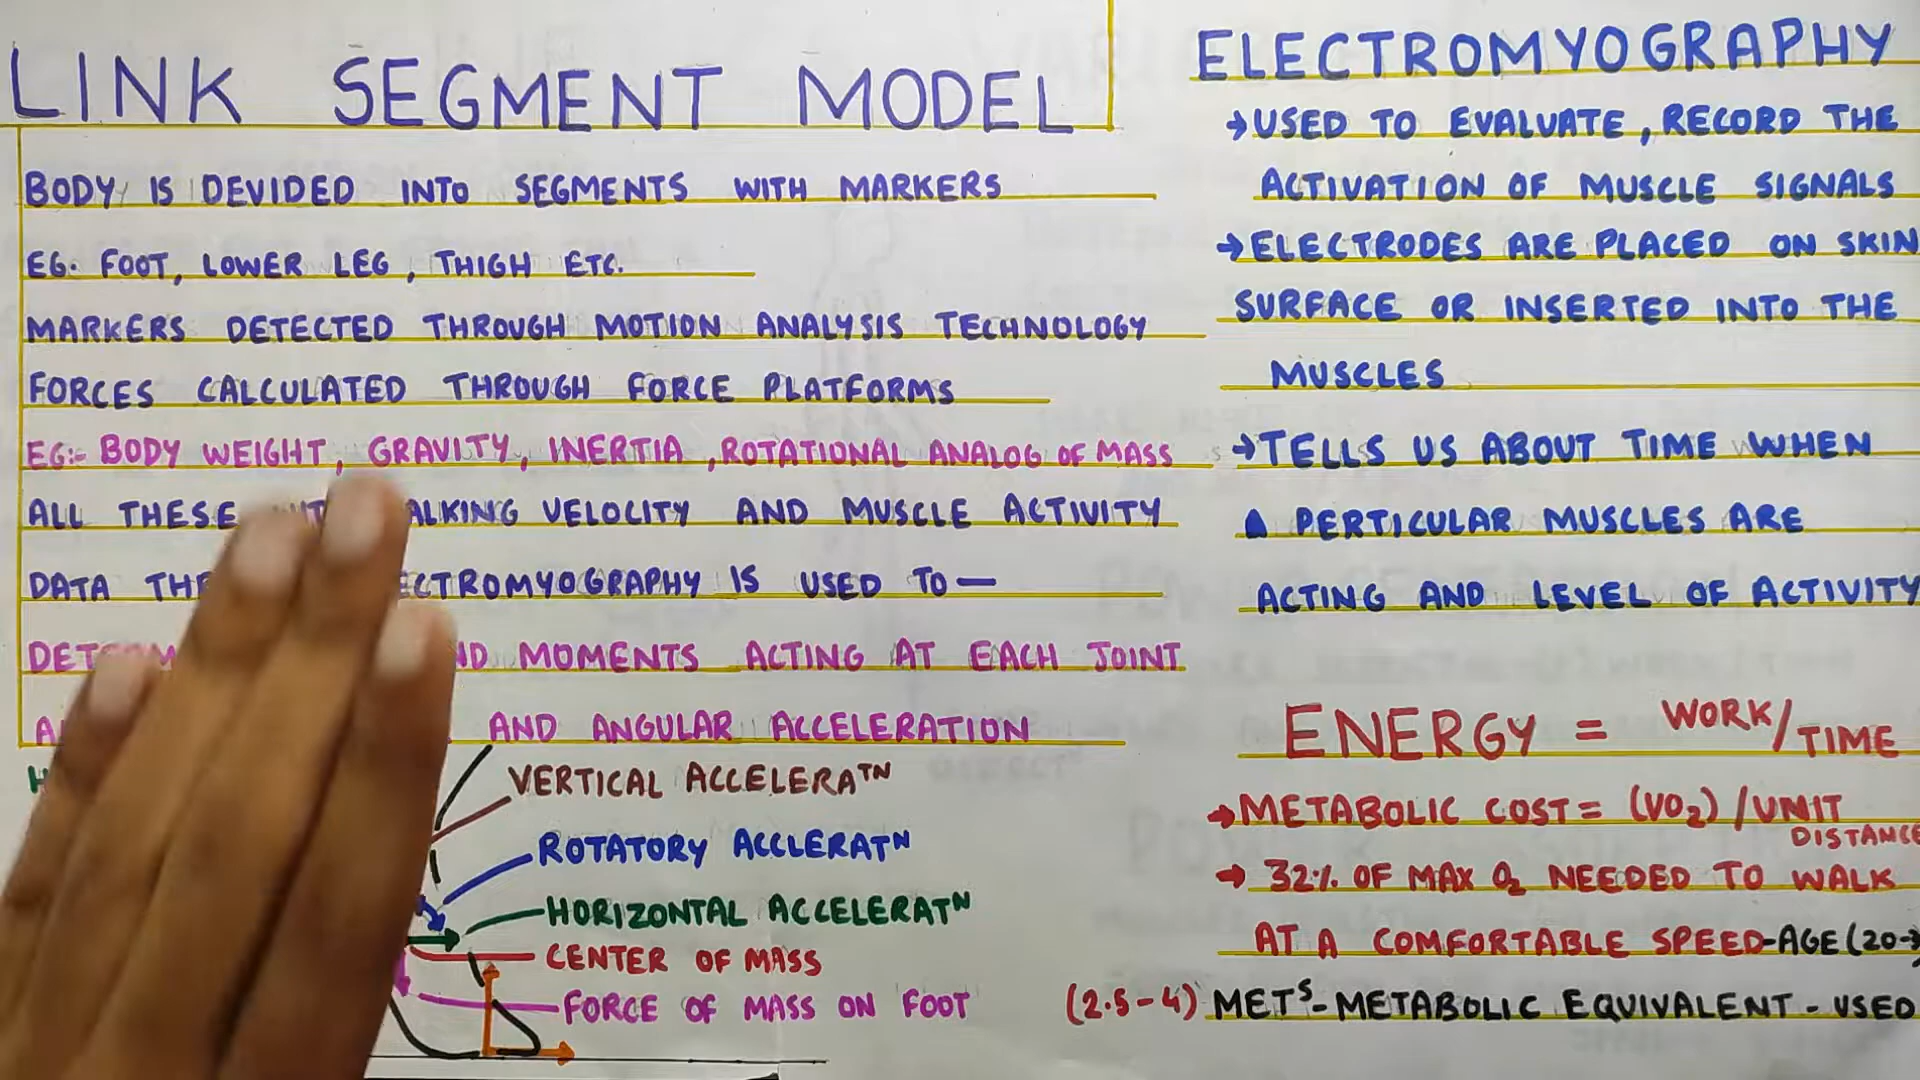 LINK SEGMENT MODEL
BODY IS DEVIDED INTO SEGMENTS WITH MARKERS
EG. FOOT, LOWER LEG, THIGH ETC.
MARKERS DETECTED THROUGH MOTION ANALYSIS TECHNOLOGY
FORCES CALCULATED THROUGH FORCE PLATFORMS
EG:- BODY WEIGHT, GRAVITY, INERTIA, ROTATIONAL ANALOG OF MASS
ALL THESE VELOCITY AND MUSCLE ACTIVITY
DATA IS USED TO —
MOMENTS ACTING AT EACH JOINT
AND ANGULAR ACCELERATION
VERTICAL ACCELERATN
ROTATORY ACCLERATN
HORIZONTAL ACCELERATN
CENTER OF MASS
FORCE OF MASS ON FOOT
ELECTROMYOGRAPHY
→ USED TO EVALUATE, RECORD THE
ACTIVATION OF MUSCLE SIGNALS
→ ELECTRODES ARE PLACED ON SKIN
SURFACE OR INSERTED INTO THE
MUSCLES
→ TELLS US ABOUT TIME WHEN
PERTICULAR MUSCLES ARE
ACTING AND LEVEL OF ACTIVITY
ENERGY = WORK/TIME
→ METABOLIC COST = (VO2)/UNIT DISTANCE
→ 32% OF MAX O2 NEEDED TO WALK
AT A COMFORTABLE SPEED-AGE (20-
(2.5-4) METS - METABOLIC EQUIVALENT - USED